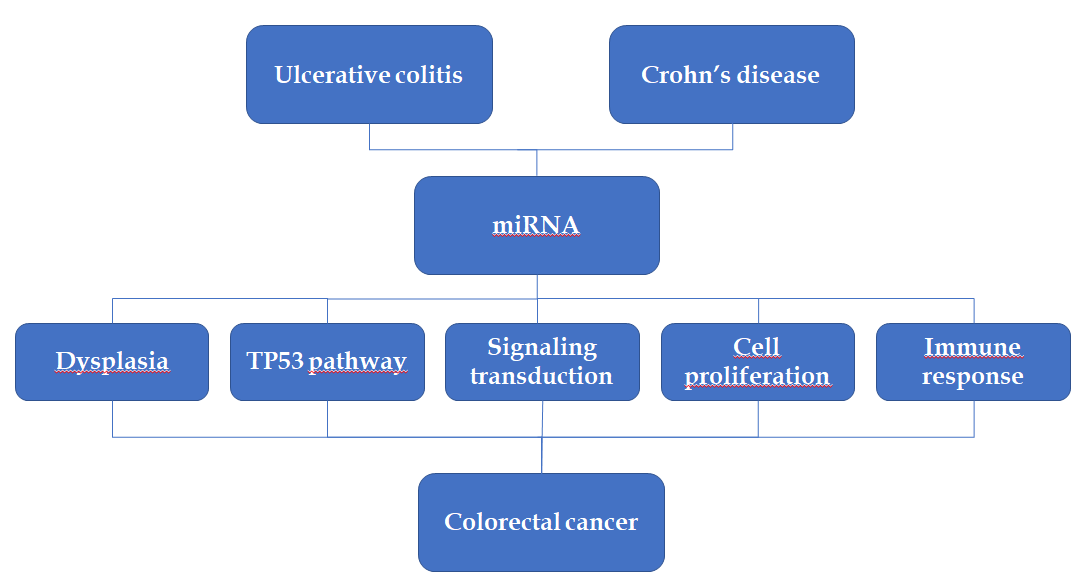 Ulcerative colitis
Crohn’s disease
miRNA
Dysplasia
TP53 pathway
Signaling
transduction
Cell
proliferation
Immune
response
Colorectal cancer